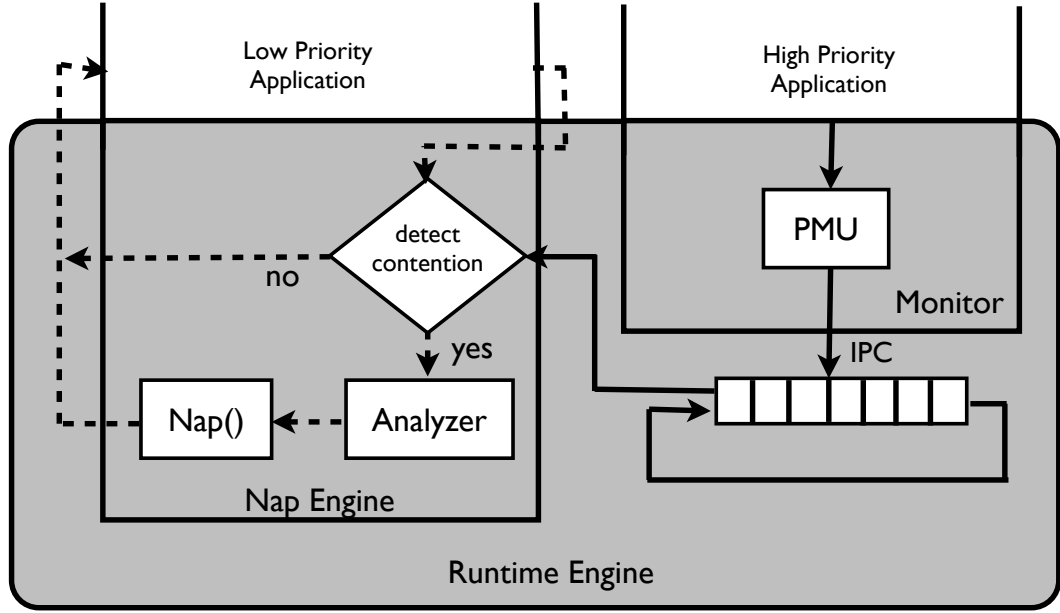 Low Priority
Application
High Priority
Application
detect
contention
PMU
no
Monitor
yes
IPC
Nap()
Analyzer
Nap Engine
Runtime Engine